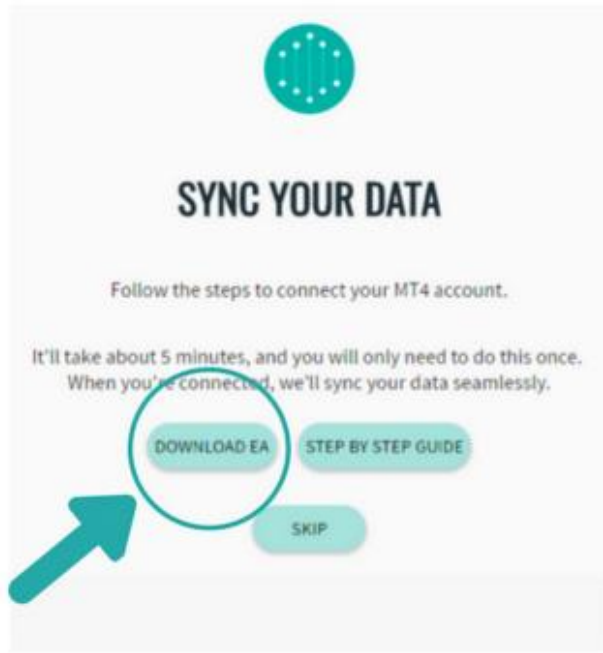 SYNC YOUR DATA
Follow the steps to connect your MT4 account.
It'll take about 5 minutes, and you will only need to do this once.
When you're connected, we'll sync your data seamlessly.
DOWNLOAD EA
STEP BY STEP GUIDE
SKIP